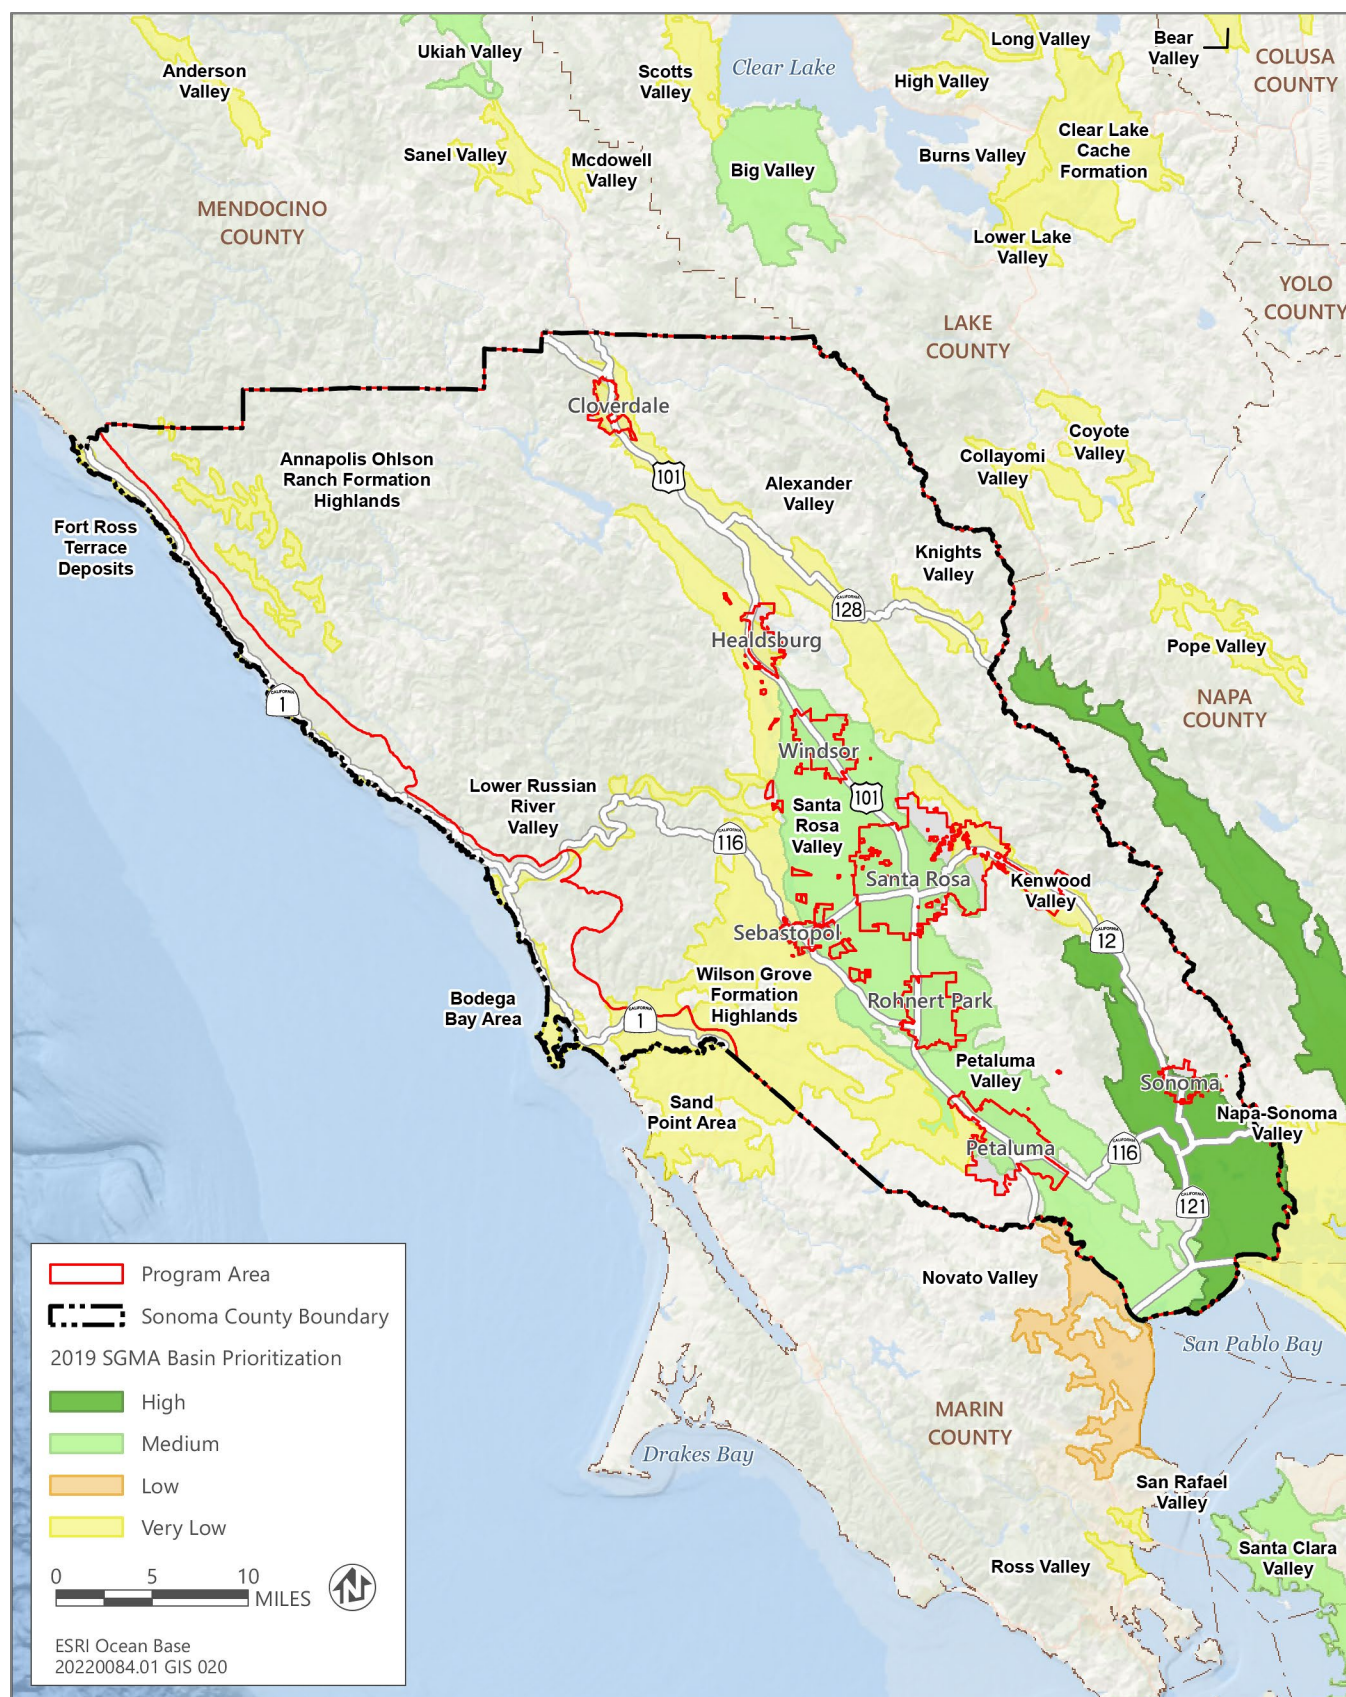 Anderson
Valley
Ukiah Valley
Scotts
Valley
Clear Lake
Long Valley
Bear
Valley
COLUSA
COUNTY
High Valley
Sanel Valley
Mcdowell
Valley
Big Valley
Burns Valley
Clear Lake
Cache
Formation
MENDOCINO
COUNTY
Lower Lake
Valley
YOLO
COUNTY
LAKE
COUNTY
Cloverdale
Annapolis Ohlson
Ranch Formation
Highlands
101
Alexander
Valley
Collayomi
Valley
Coyote
Valley
Fort Ross
Terrace
Deposits
Knights
Valley
CALIFORNIA
128
Healdsburg
Pope Valley
CALIFORNIA
1
NAPA
COUNTY
Windsor
Lower Russian
River
Valley
101
Santa
Rosa
Valley
CALIFORNIA
116
Santa Rosa
Kenwood
Valley
Sebastopol
CALIFORNIA
12
Wilson Grove
Formation
Highlands
Rohnert Park
Bodega
Bay Area
CALIFORNIA
1
Petaluma
Valley
Sonoma
Sand
Point Area
Napa-Sonoma
Valley
Petaluma
CALIFORNIA
116
CALIFORNIA
121
Novato Valley
San Pablo Bay
MARIN
COUNTY
Drakes Bay
San Rafael
Valley
Ross Valley
Santa Clara
Valley
Program Area
Sonoma County Boundary
2019 SGMA Basin Prioritization
High
Medium
Low
Very Low
0 5 10
MILES
N
ESRI Ocean Base
20220084.01 GIS 020